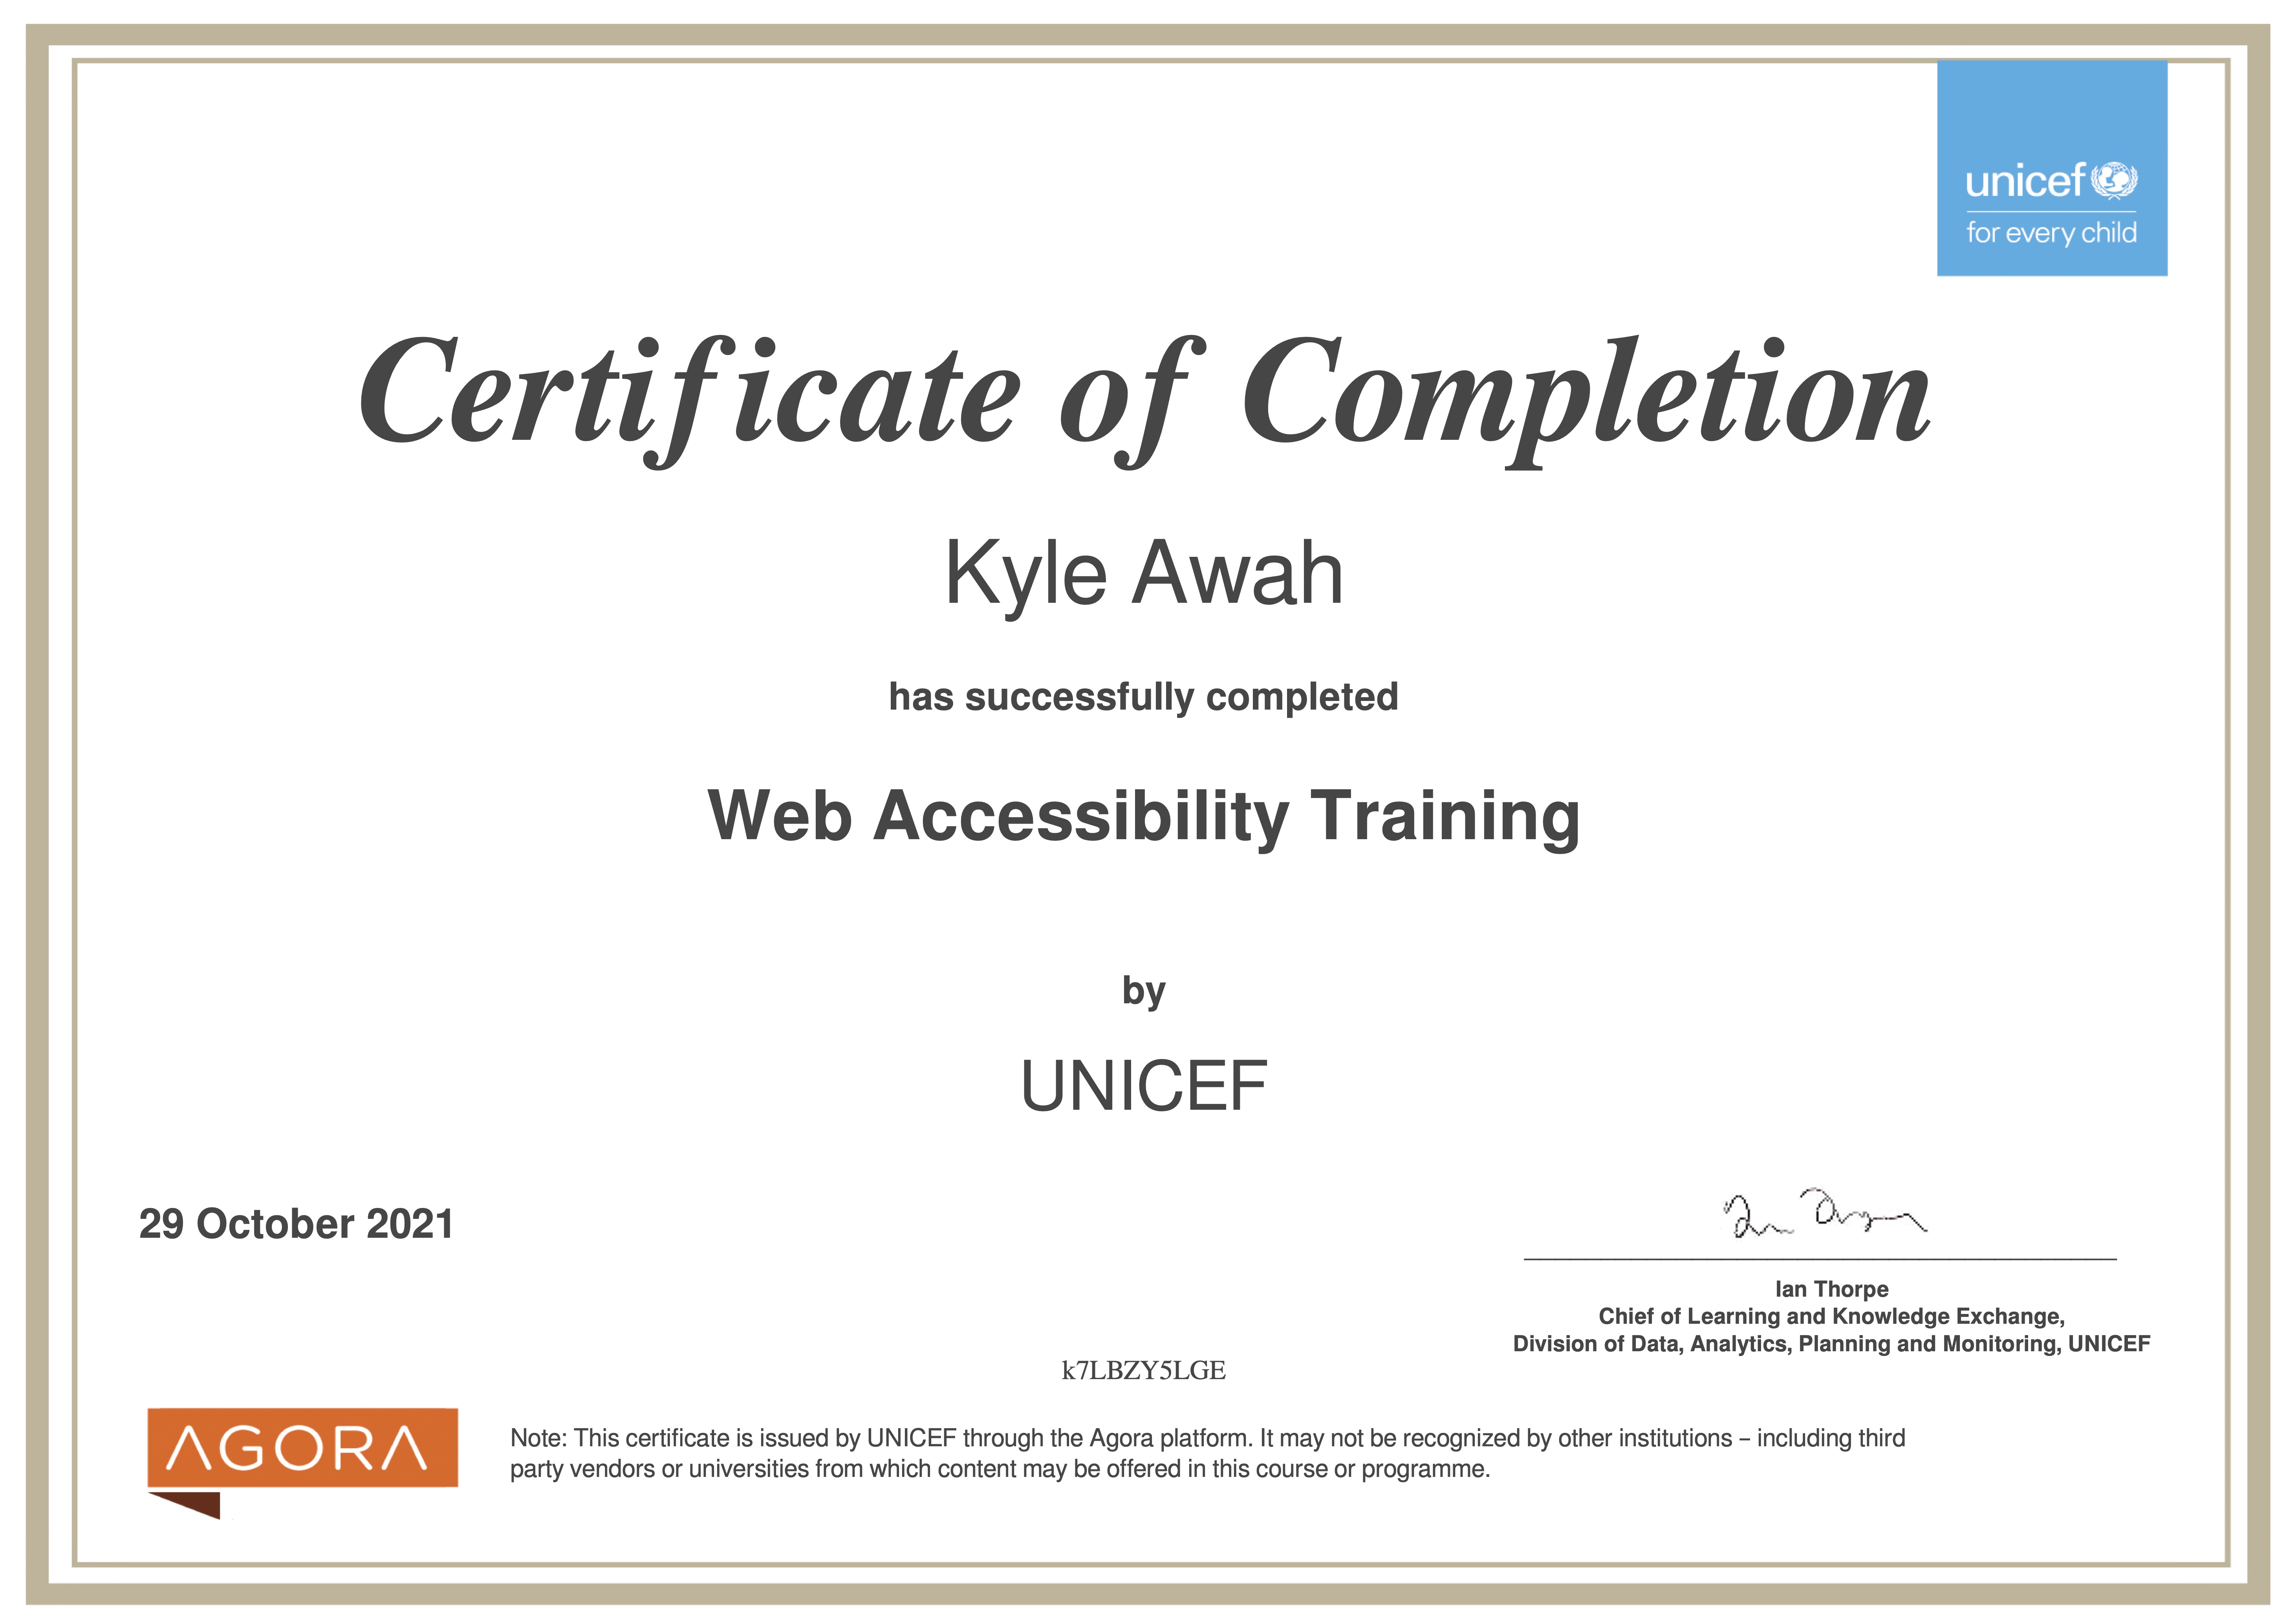 unicef
for every child
Certificate of Completion
Kyle Awah
has successfully completed
Web Accessibility Training
by
UNICEF
29 October 2021
Ian Thorpe
Chief of Learning and Knowledge Exchange,
Division of Data, Analytics, Planning and Monitoring, UNICEF
k7LBZY5LGE
AGORA
Note: This certificate is issued by UNICEF through the Agora platform. It may not be recognized by other institutions – including third
party vendors or universities from which content may be offered in this course or programme.